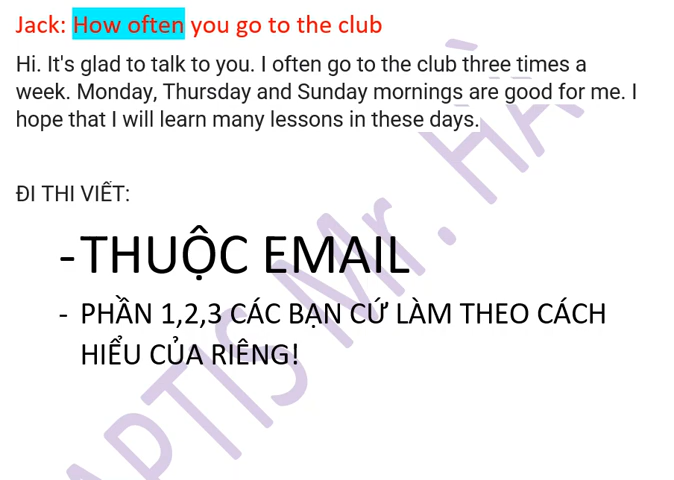 Jack: How often you go to the club
Hi. It's glad to talk to you. I often go to the club three times a
week. Monday, Thursday and Sunday mornings are good for me. I
hope that I will learn many lessons in these days.
ĐI THI VIẾT:
-THUỘC EMAIL
- PHẦN 1,2,3 CÁC BẠN CỨ LÀM THEO CÁCH
HIỂU CỦA RIÊNG!
APTIS Mr. HÀ